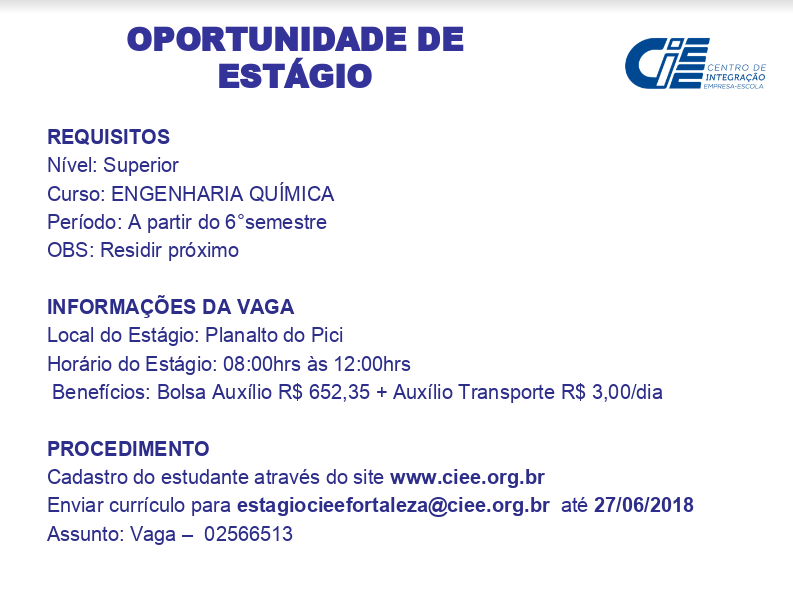 OPORTUNIDADE DE
ESTÁGIO
CIEE
CENTRO DE
INTEGRAÇÃO
EMPRESA-ESCOLA
REQUISITOS
Nível: Superior
Curso: ENGENHARIA QUÍMICA
Período: A partir do 6°semestre
OBS: Residir próximo
INFORMAÇÕES DA VAGA
Local do Estágio: Planalto do Pici
Horário do Estágio: 08:00hrs às 12:00hrs
Benefícios: Bolsa Auxílio R$ 652,35 + Auxílio Transporte R$ 3,00/dia
PROCEDIMENTO
Cadastro do estudante através do site www.ciee.org.br
Enviar currículo para estagiocieefortaleza@ciee.org.br até 27/06/2018
Assunto: Vaga – 02566513